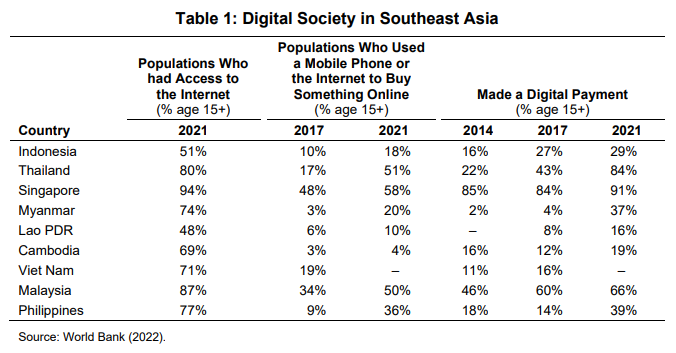 Table 1: Digital Society in Southeast Asia
Populations Who had Access to the Internet (% age 15+)
Populations Who Used a Mobile Phone or the Internet to Buy Something Online (% age 15+)
Made a Digital Payment (% age 15+)
Country 2021 2017 2021 2014 2017 2021
Indonesia 51% 10% 18% 16% 27% 29%
Thailand 80% 17% 51% 22% 43% 84%
Singapore 94% 48% 58% 85% 84% 91%
Myanmar 74% 3% 20% 2% 4% 37%
Lao PDR 48% 6% 10% – 8% 16%
Cambodia 69% 3% 4% 16% 12% 19%
Viet Nam 71% 19% – 11% 16% –
Malaysia 87% 34% 50% 46% 60% 66%
Philippines 77% 9% 36% 18% 14% 39%
Source: World Bank (2022).